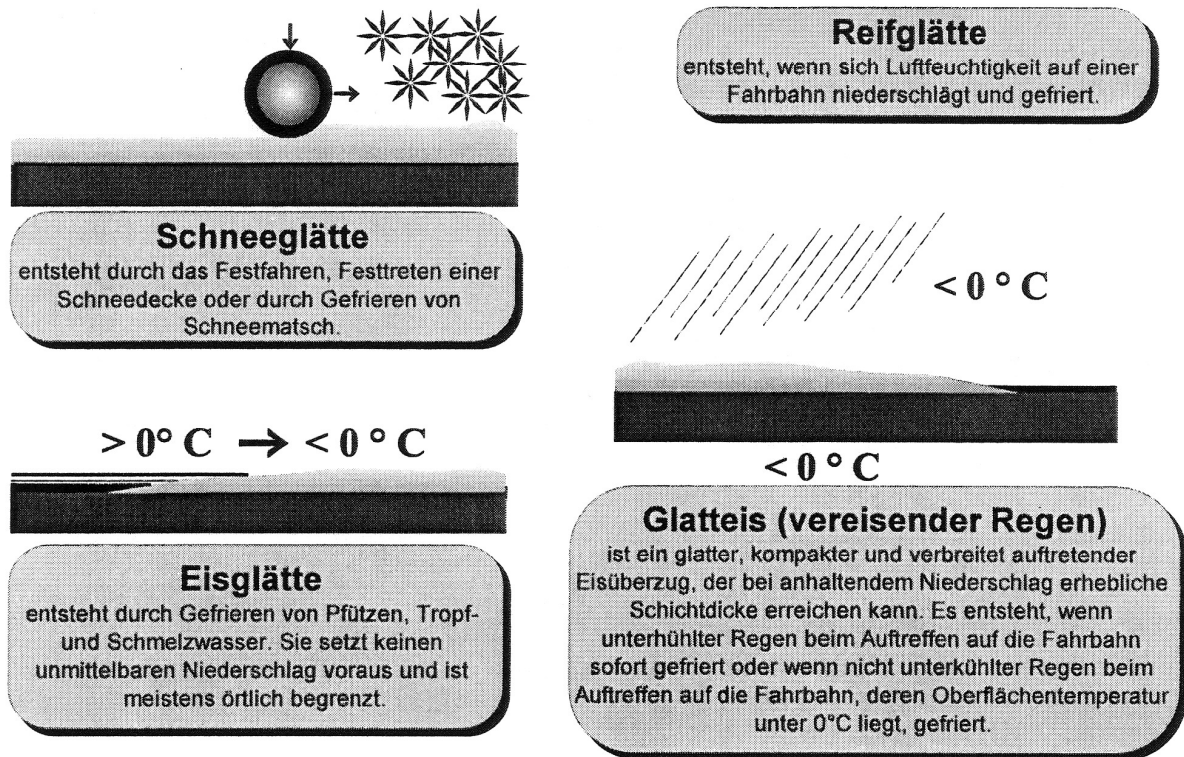 Reifglätte
entsteht, wenn sich Luftfeuchtigkeit auf einer
Fahrbahn niederschlägt und gefriert.
Schneeglätte
entsteht durch das Festfahren, Festtreten einer
Schneedecke oder durch Gefrieren von
Schneematsch.
< 0 ° C
> 0° C → < 0 ° C
< 0 ° C
Eisglätte
entsteht durch Gefrieren von Pfützen, Tropf-
und Schmelzwasser. Sie setzt keinen
unmittelbaren Niederschlag voraus und ist
meistens örtlich begrenzt.
Glatteis (vereisender Regen)
ist ein glatter, kompakter und verbreitet auftretender
Eisüberzug, der bei anhaltendem Niederschlag erhebliche
Schichtdicke erreichen kann. Es entsteht, wenn
unterhühlter Regen beim Auftreffen auf die Fahrbahn
sofort gefriert oder wenn nicht unterkühlter Regen beim
Auftreffen auf die Fahrbahn, deren Oberflächentemperatur
unter 0°C liegt, gefriert.